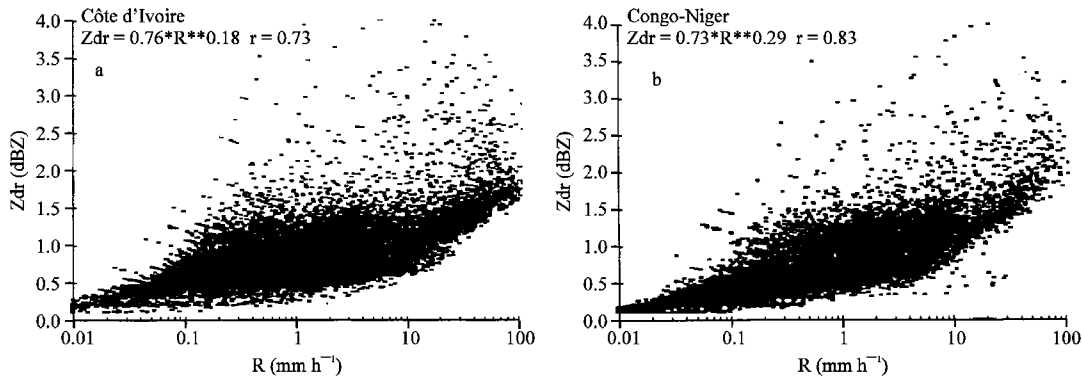 Côte d'Ivoire
Zdr = 0.76*R**0.18 r = 0.73
a
4.0
3.5
3.0
2.5
2.0
1.5
1.0
0.5
0.0
Zdr (dBZ)
0.01 0.1 1 10 100
R (mm h⁻¹)
Congo-Niger
Zdr = 0.73*R**0.29 r = 0.83
b
4.0
3.5
3.0
2.5
2.0
1.5
1.0
0.5
0.0
Zdr (dBZ)
0.01 0.1 1 10 100
R (mm h⁻¹)